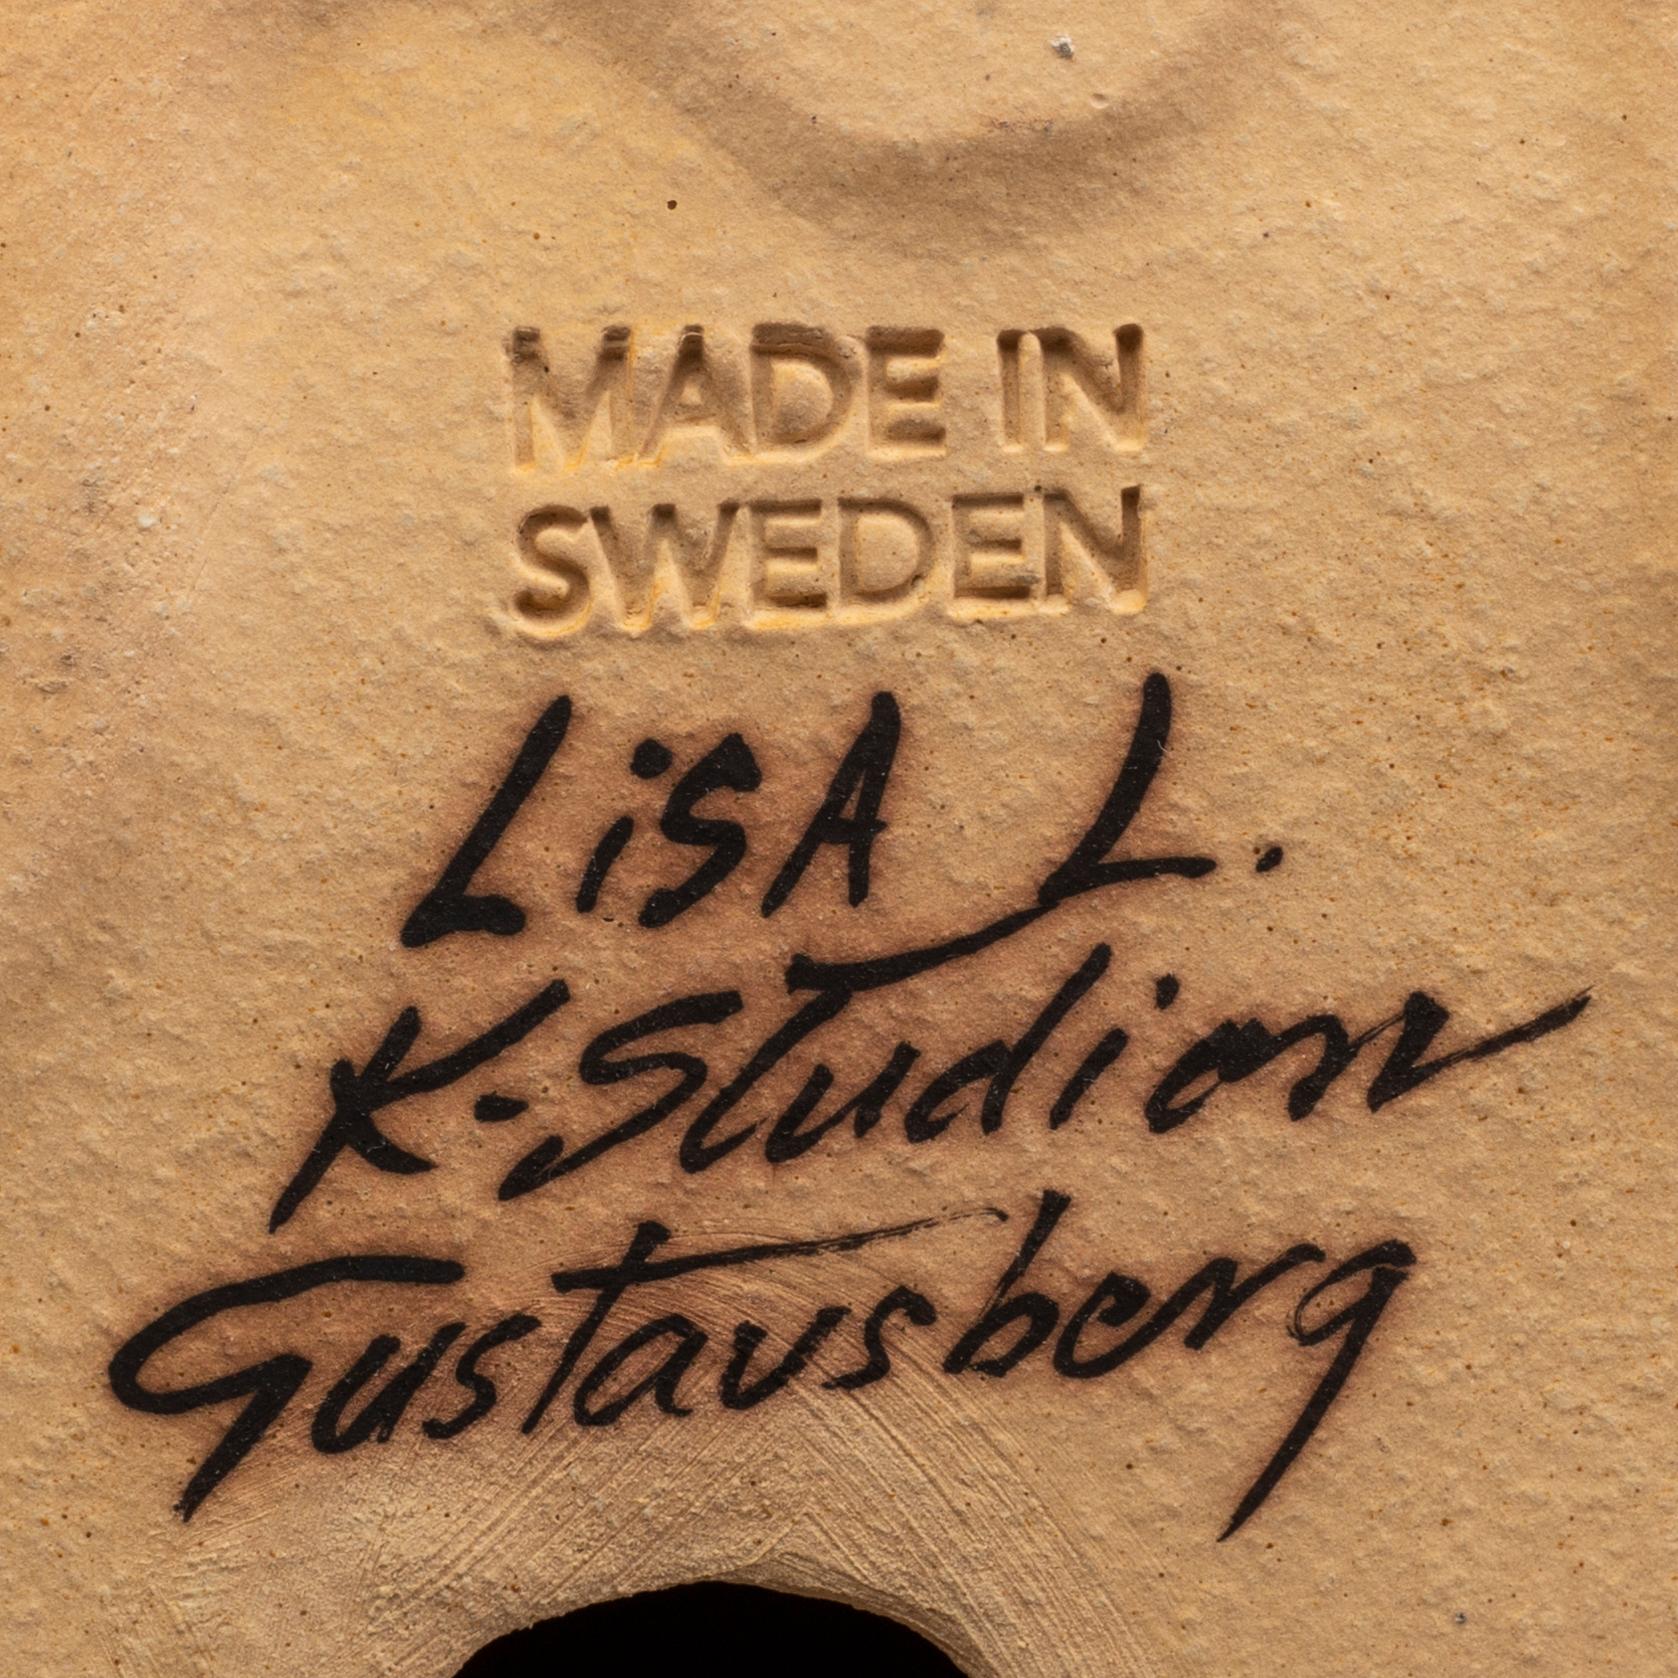 MADE IN
SWEDEN
LiSA L.
K-Studion
Gustavsberg